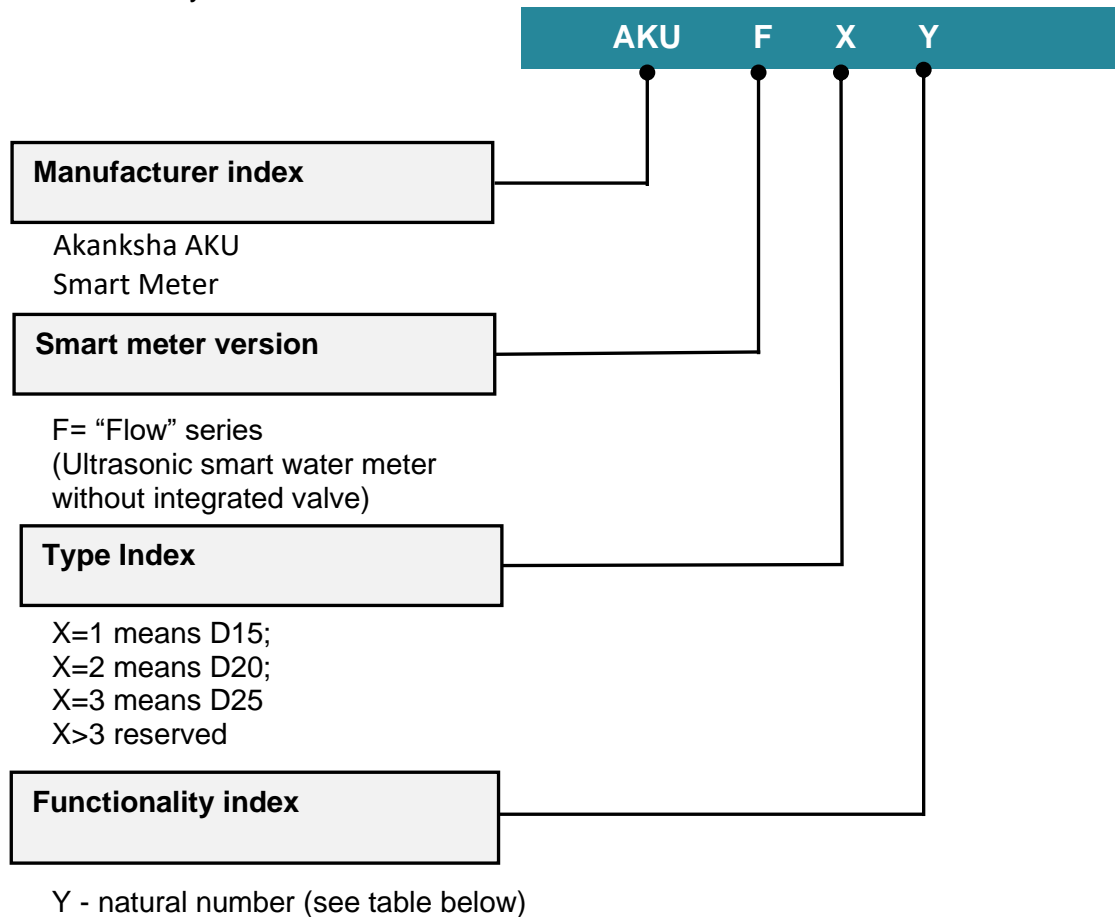 AKU F X Y
Manufacturer index
Akanksha AKU
Smart Meter
Smart meter version
F= “Flow” series
(Ultrasonic smart water meter
without integrated valve)
Type Index
X=1 means D15;
X=2 means D20;
X=3 means D25
X>3 reserved
Functionality index
Y - natural number (see table below)